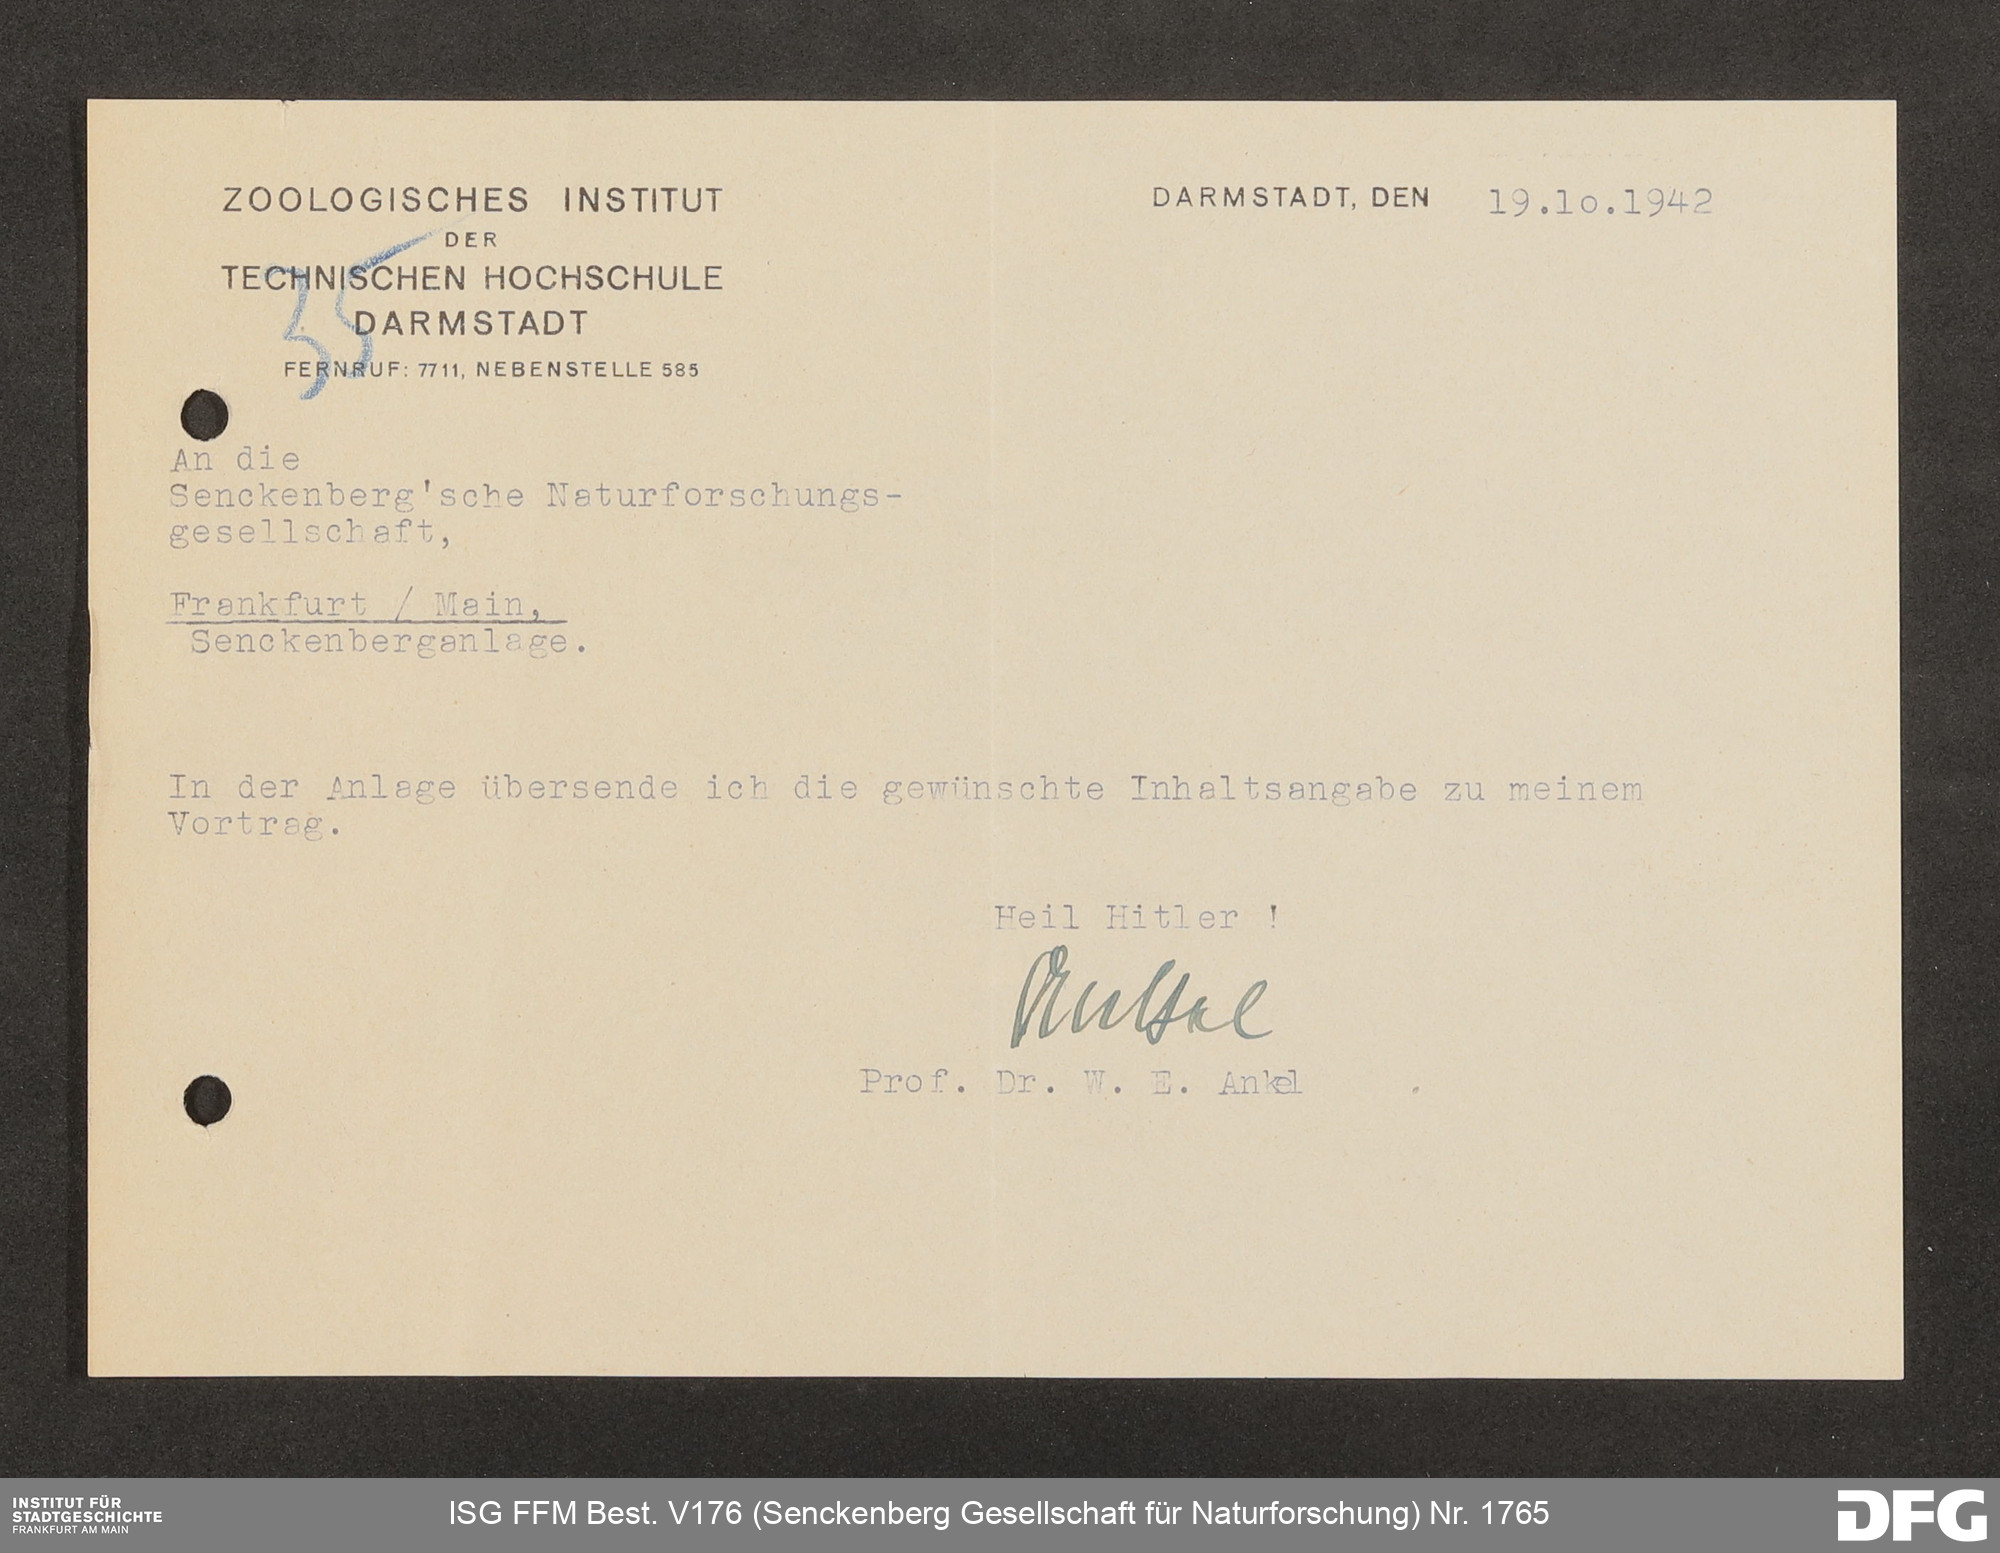 ZOOLOGISCHES INSTITUT
DER
TECHNISCHEN HOCHSCHULE
DARMSTADT
FERNRUF: 7711, NEBENSTELLE 585
DARMSTADT, DEN 19.1o.1942
35
An die
Senckenberg'sche Naturforschungs-
gesellschaft,
Frankfurt / Main,
Senckenberganlage.
In der Anlage übersende ich die gewünschte Inhaltsangabe zu meinem
Vortrag.
Heil Hitler !
Ankel
Prof. Dr. W. E. Ankel
INSTITUT FÜR
STADTGESCHICHTE
FRANKFURT AM MAIN
ISG FFM Best. V176 (Senckenberg Gesellschaft für Naturforschung) Nr. 1765
DFG